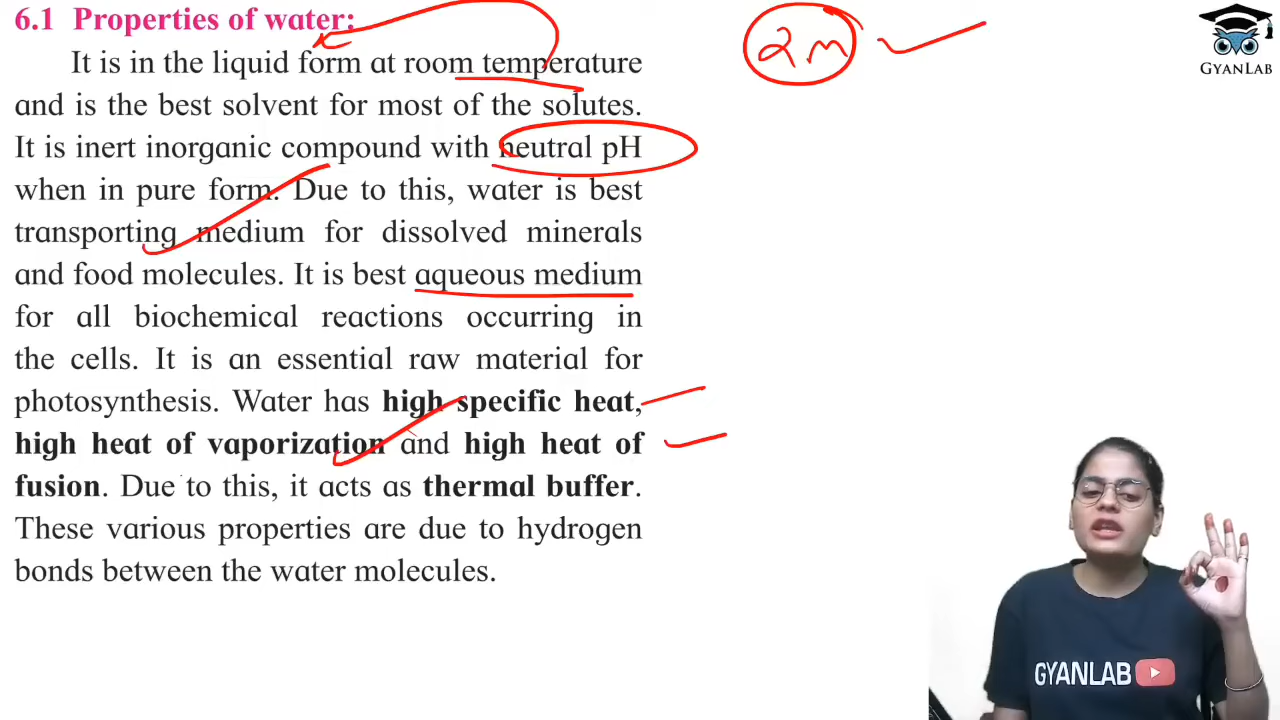 6.1 Properties of water:
It is in the liquid form at room temperature
and is the best solvent for most of the solutes.
It is inert inorganic compound with neutral pH
when in pure form. Due to this, water is best
transporting medium for dissolved minerals
and food molecules. It is best aqueous medium
for all biochemical reactions occurring in
the cells. It is an essential raw material for
photosynthesis. Water has high specific heat,
high heat of vaporization and high heat of
fusion. Due to this, it acts as thermal buffer.
These various properties are due to hydrogen
bonds between the water molecules.
2 m
GYANLAB
GYANLAB